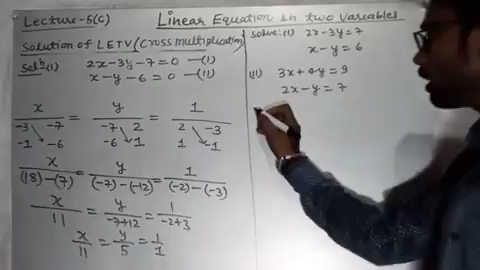 Lecture-5(C)
Linear Equation in two Variables
Solution of LETV (Cross multiplication
Solⁿ(I) 2x-3y-7=0 —(I)
x-y-6=0 —(II)
x/(-3 -7 -1 -6) = y/(-7 2 -6 1) = 1/(2 -3 1 -1)
x/((18)-(7)) = y/((-7)-(-12)) = 1/((-2)-(-3))
x/11 = y/(-7+12) = 1/(-2+3)
x/11 = y/5 = 1/1
Solve:(I) 2x-3y=7
x-y=6
(II) 3x+4y=9
2x-y=7